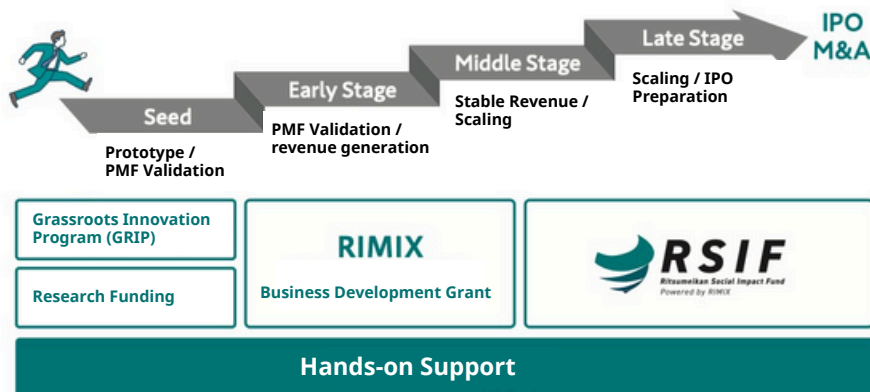 IPO
M&A
Late Stage
Middle Stage
Early Stage
Seed
Scaling / IPO
Preparation
Stable Revenue /
Scaling
PMF Validation /
revenue generation
Prototype /
PMF Validation
Grassroots Innovation
Program (GRIP)
Research Funding
RIMIX
Business Development Grant
RSIF
Ritsumeikan Social Impact Fund
Powered by RIMIX
Hands-on Support